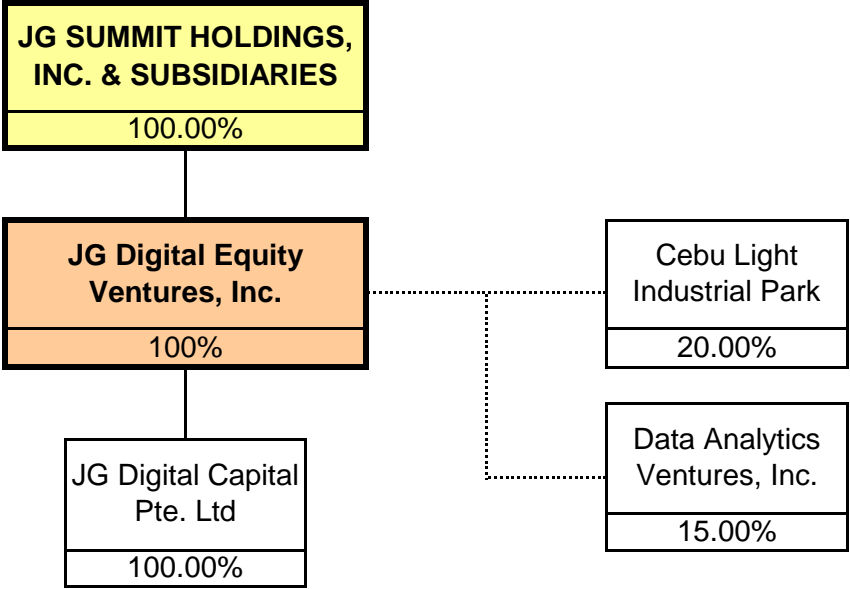 JG SUMMIT HOLDINGS,
INC. & SUBSIDIARIES
100.00%
JG Digital Equity
Ventures, Inc.
100%
Cebu Light
Industrial Park
20.00%
Data Analytics
Ventures, Inc.
15.00%
JG Digital Capital
Pte. Ltd
100.00%